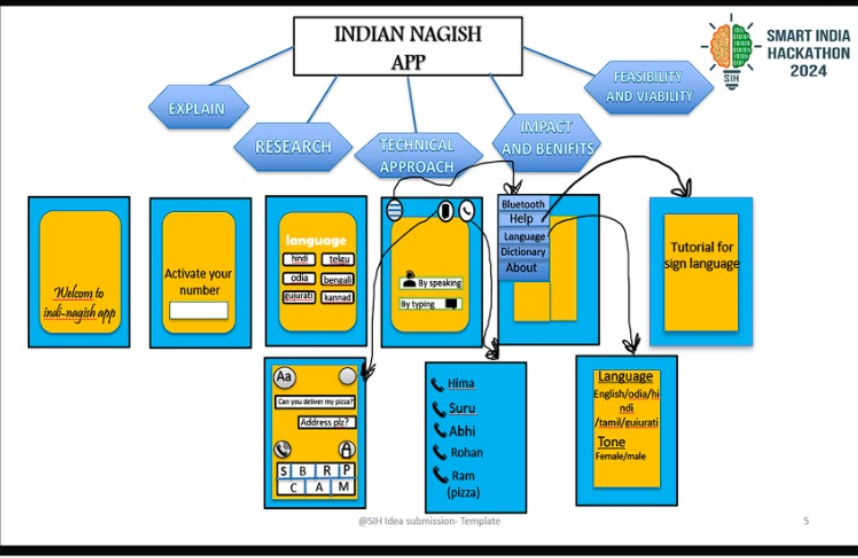 INDIAN NAGISH
APP
SMART INDIA
HACKATHON
2024
SIH
EXPLAIN
RESEARCH
TECHNICAL
APPROACH
IMPACT
AND BENIFITS
FEASIBILITY
AND VIABILITY
Welcom to
indi-nagish app
Activate your
number
language
hindi
telgu
odia
bengali
gujurati
kannad
By speaking
By typing
Bluetooth
Help
Language
Dictionary
About
Tutorial for
sign language
Aa
Can you deliver my pizza?
Address plz?
A
S B R P
C A M
Hima
Suru
Abhi
Rohan
Ram
(pizza)
Language
English/odia/hi
ndi
/tamil/gujurati
Tone
Female/male
@SIH Idea submission- Template
5